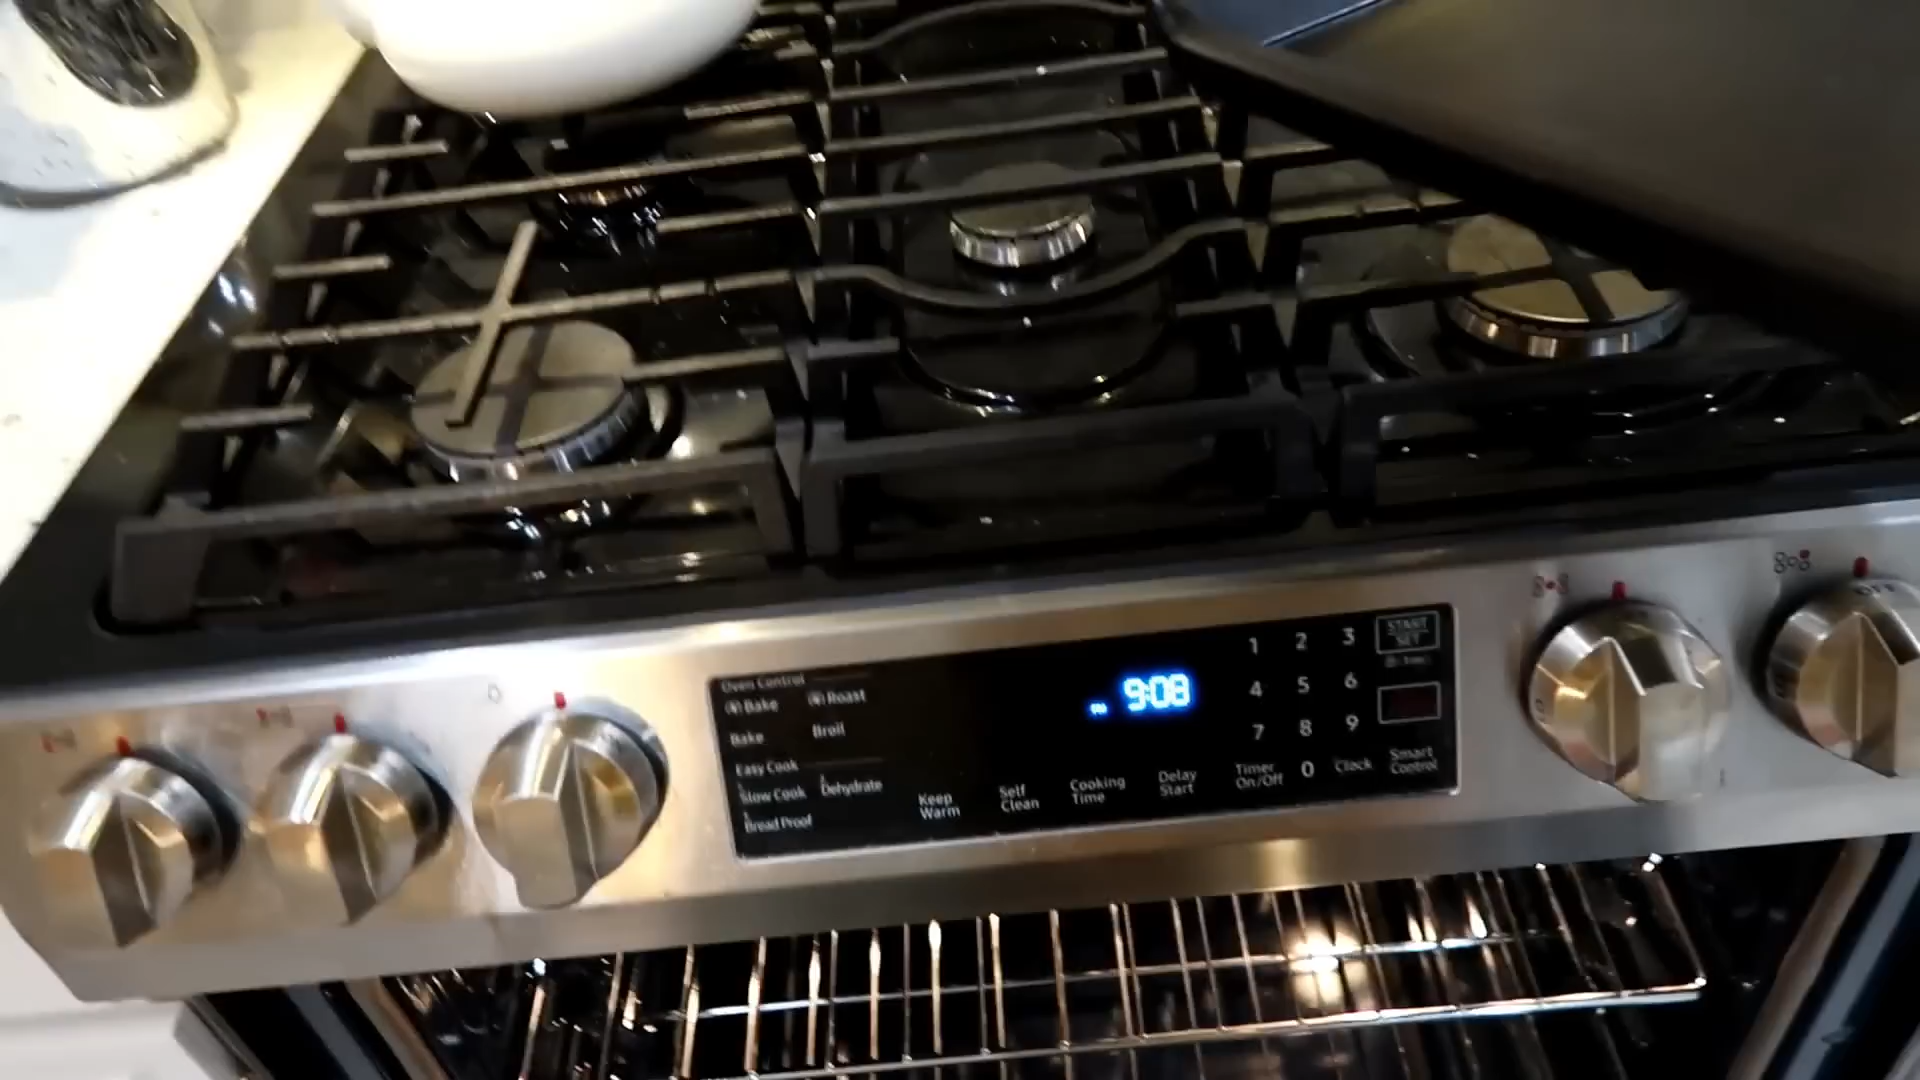 OFF
Oven Control
Bake
Roast
Bake
Broil
Easy Cook
Slow Cook
Dehydrate
Bread Proof
Keep
Warm
Self
Clean
Cooking
Time
Delay
Start
PM 9:08
1 2 3
4 5 6
7 8 9
Timer
On/Off
0
Clock
START
SET
Smart
Control